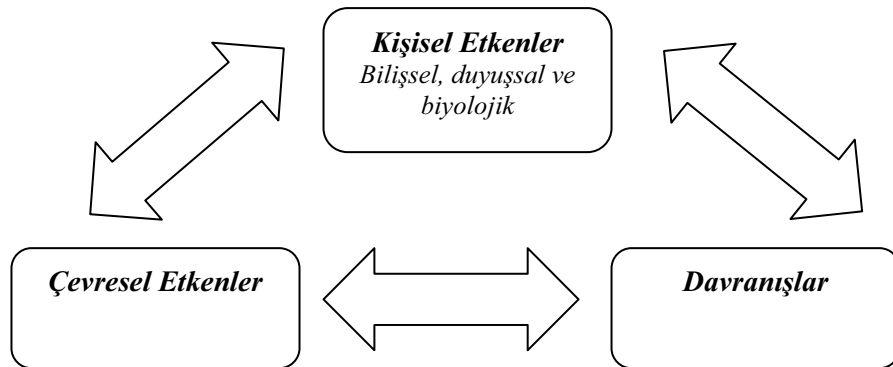 Kişisel Etkenler
Bilişsel, duyuşsal ve
biyolojik
Çevresel Etkenler
Davranışlar